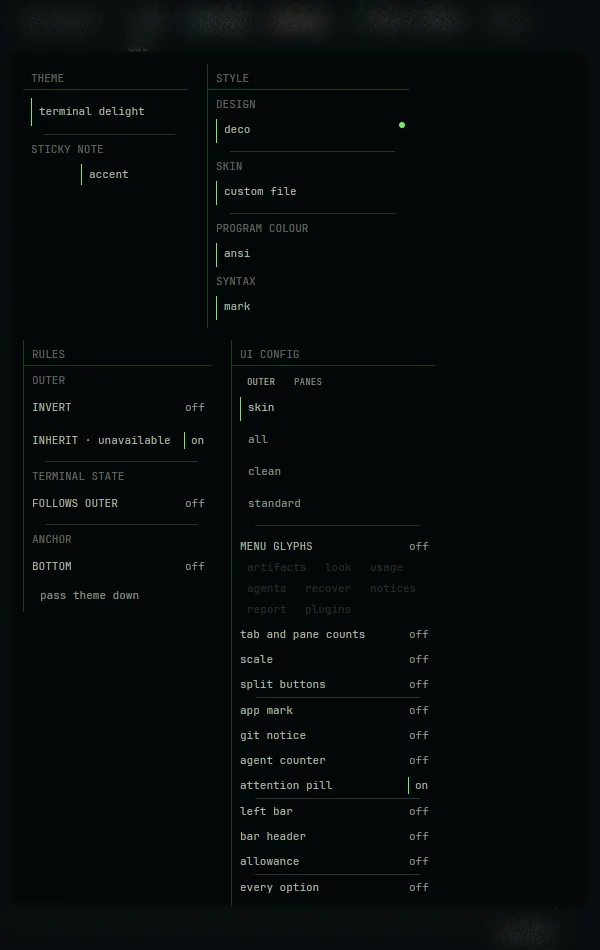 THEME
terminal delight
STICKY NOTE
accent
STYLE
DESIGN
deco
SKIN
custom file
PROGRAM COLOUR
ansi
SYNTAX
mark
RULES
OUTER
INVERT off
INHERIT · unavailable on
TERMINAL STATE
FOLLOWS OUTER off
ANCHOR
BOTTOM off
pass theme down
UI CONFIG
OUTER PANES
skin
all
clean
standard
MENU GLYPHS off
artifacts look usage
agents recover notices
report plugins
tab and pane counts off
scale off
split buttons off
app mark off
git notice off
agent counter off
attention pill on
left bar off
bar header off
allowance off
every option off